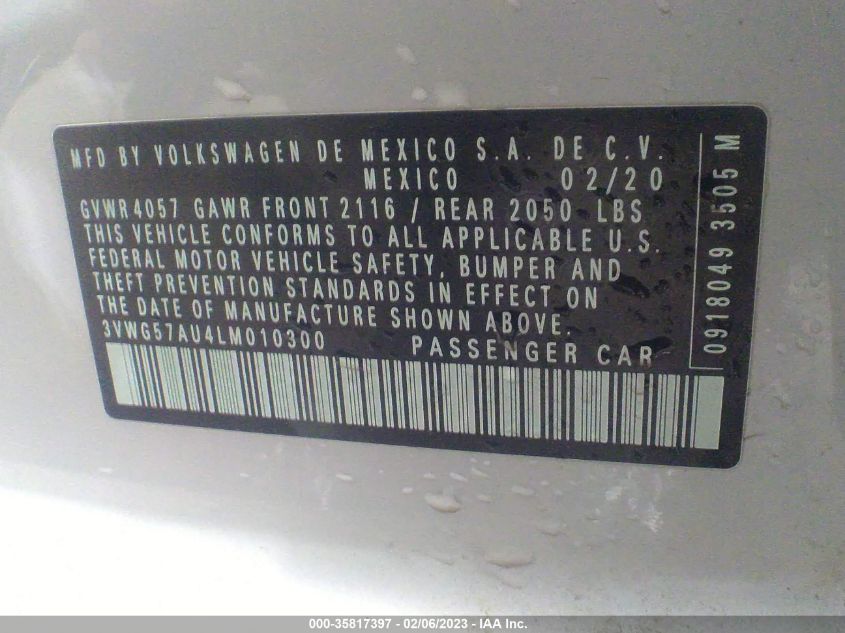 MFD BY VOLKSWAGEN DE MEXICO S.A. DE C.V.
MEXICO 02/20
GVWR4057 GAWR FRONT 2116 / REAR 2050 LBS
THIS VEHICLE CONFORMS TO ALL APPLICABLE U.S.
FEDERAL MOTOR VEHICLE SAFETY, BUMPER AND
THEFT PREVENTION STANDARDS IN EFFECT ON
THE DATE OF MANUFACTURE SHOWN ABOVE.
3VWG57AU4LM010300 PASSENGER CAR
0918049 3505 M
000-35817397 - 02/06/2023 - IAA Inc.